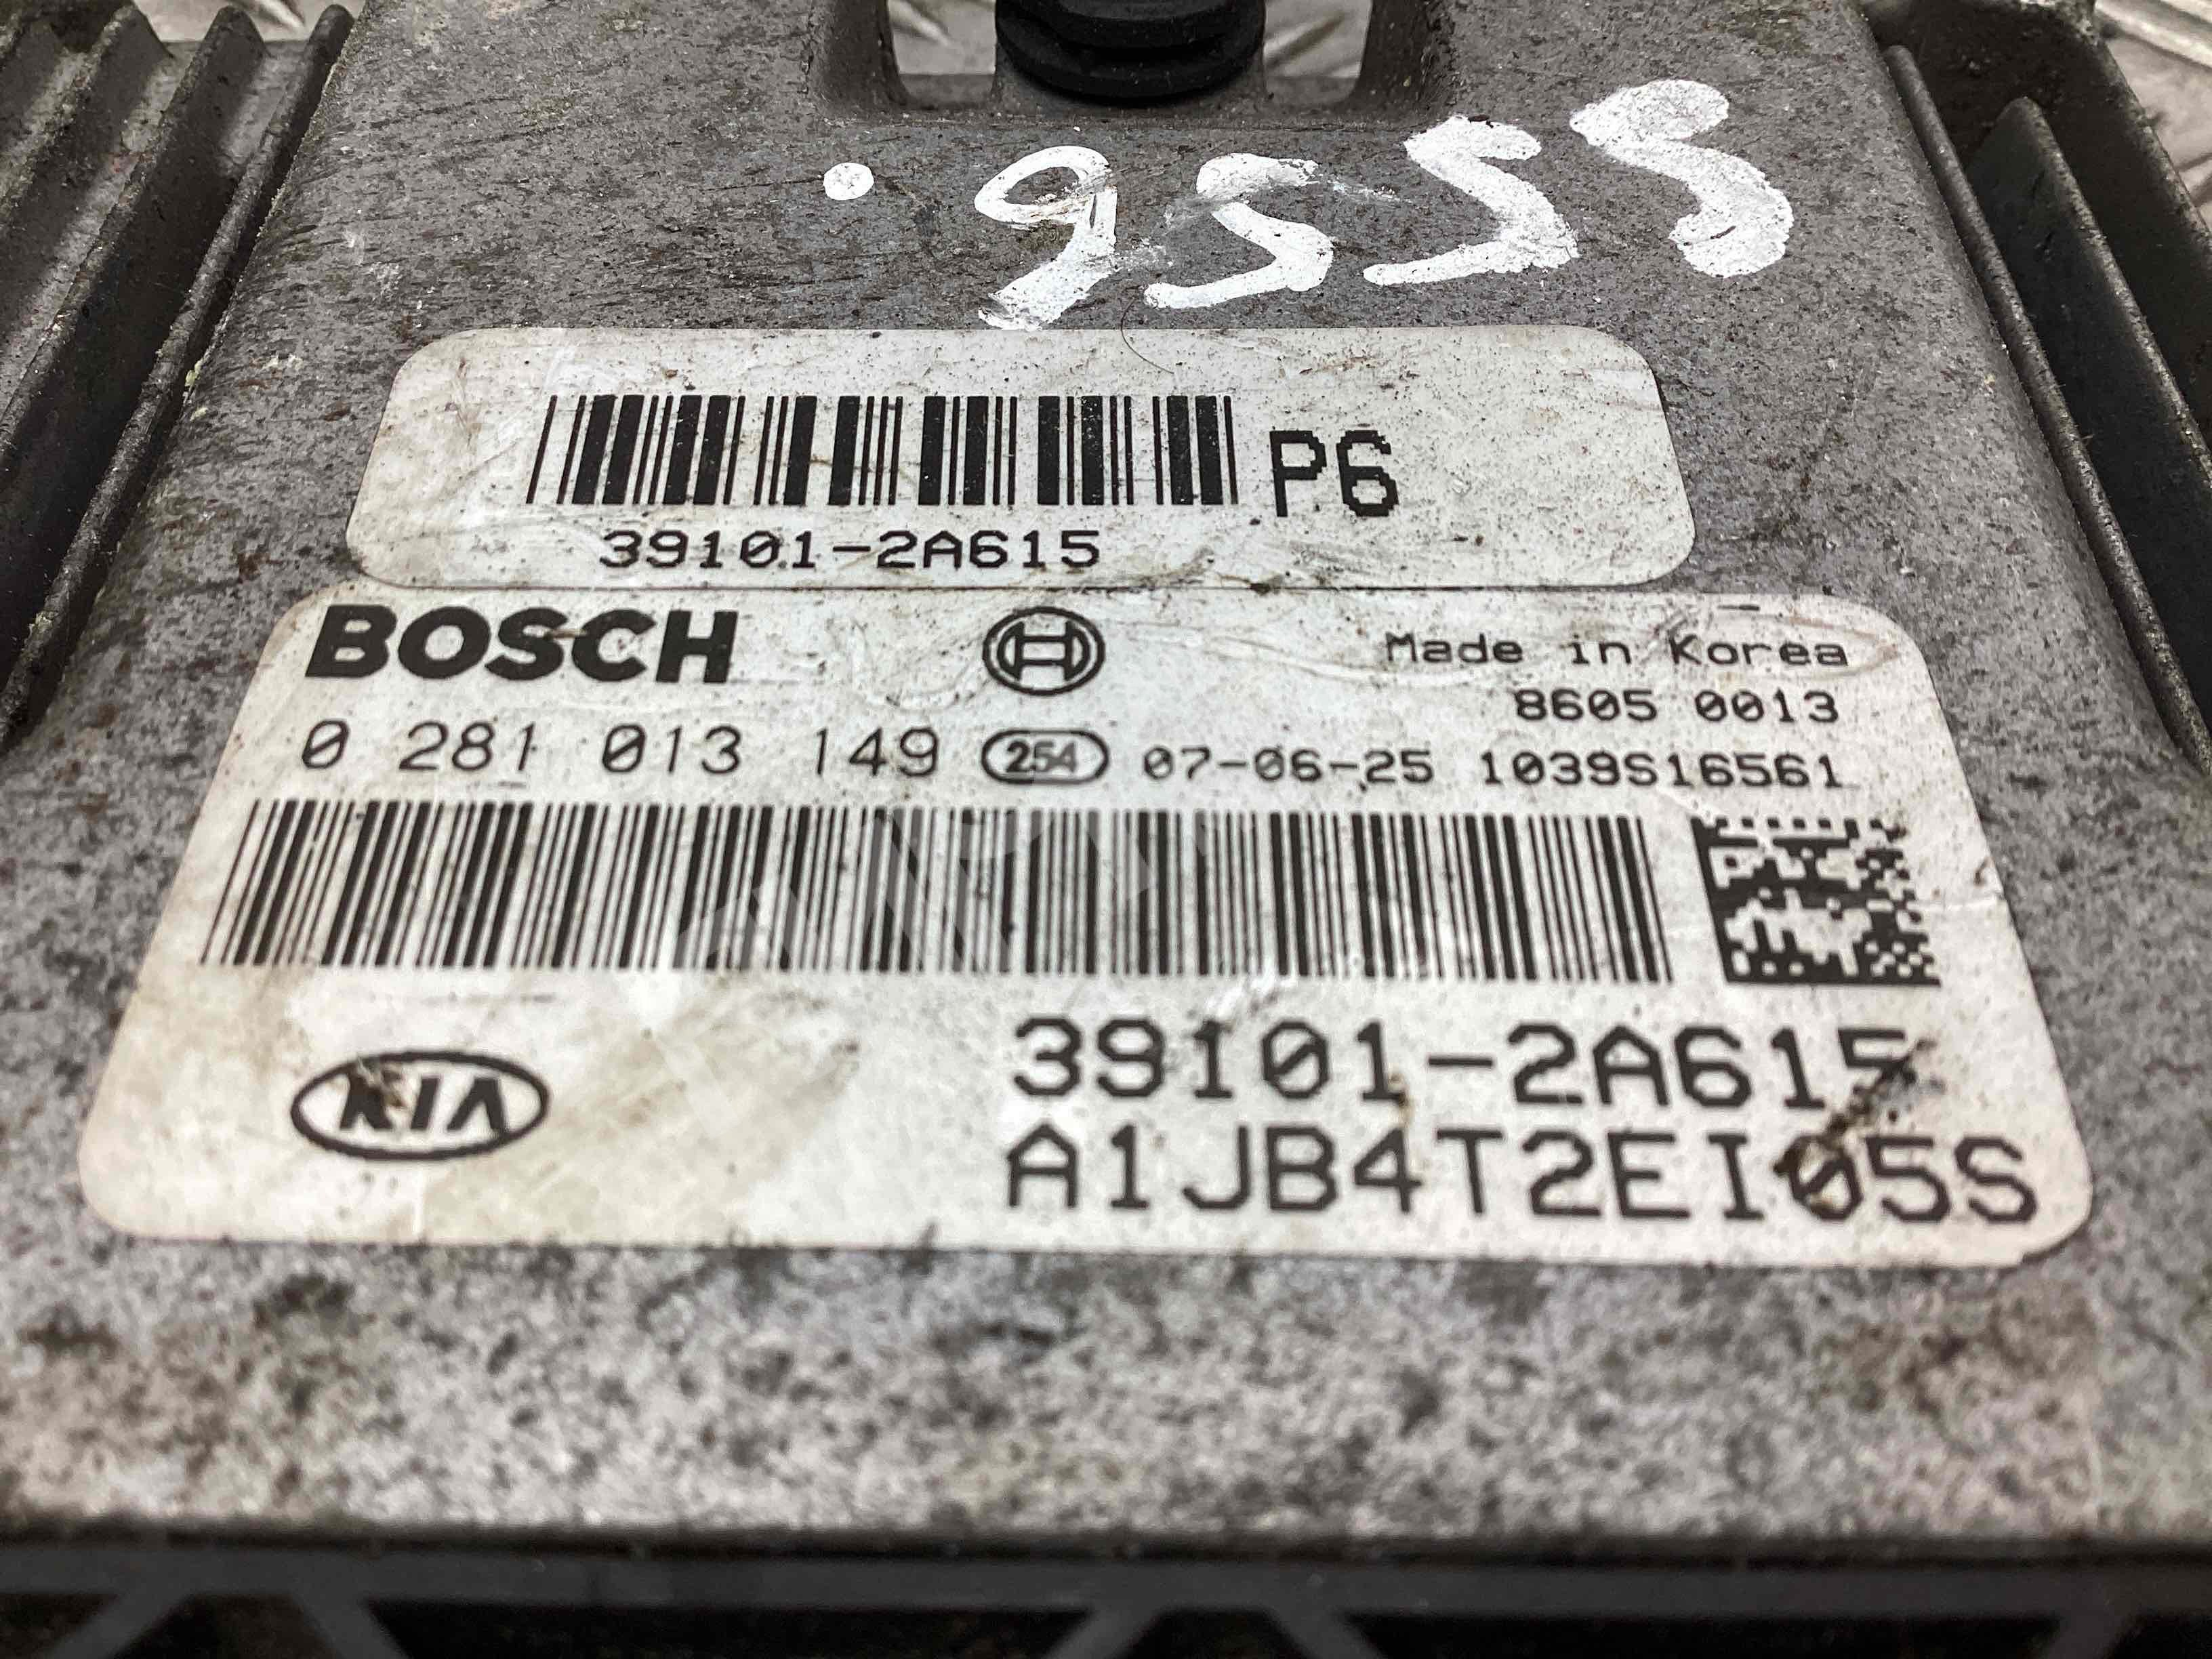 39101-2A615
P6
BOSCH
Made in Korea
8605 0013
0 281 013 149 254 07-06-25 1039S16561
KIA
39101-2A615
A1JB4T2EI05S